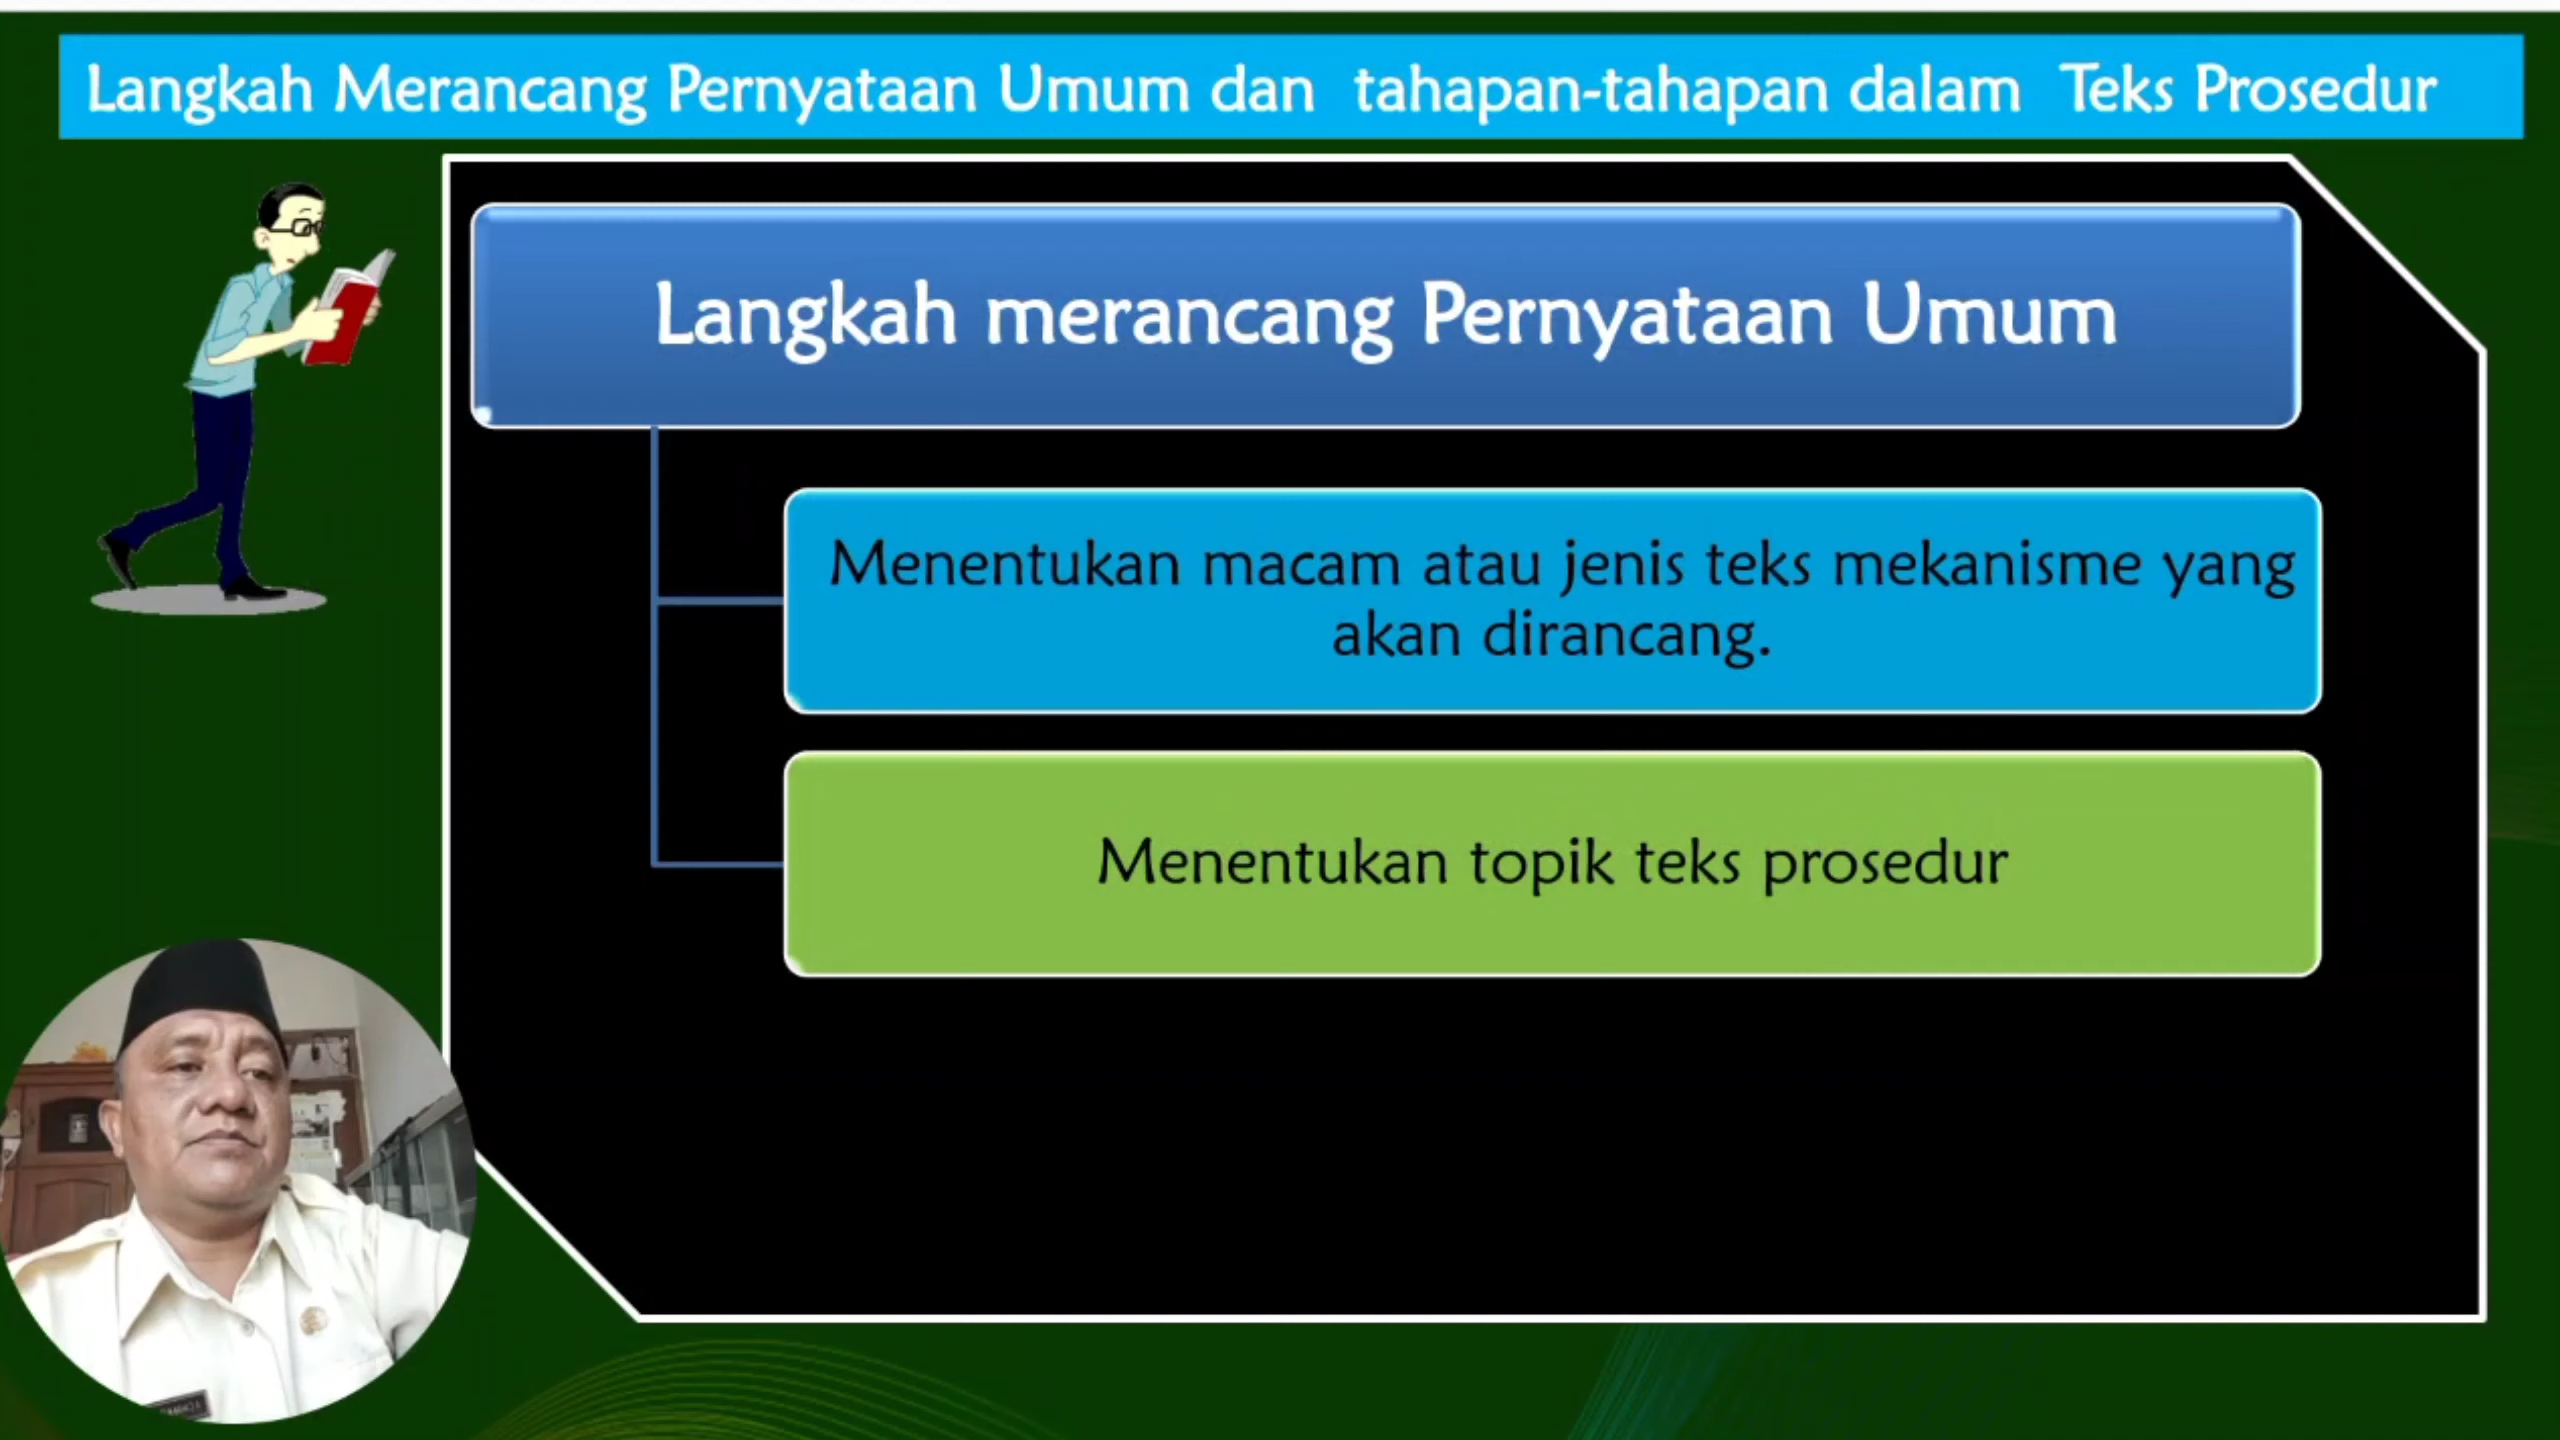 Langkah Merancang Pernyataan Umum dan tahapan-tahapan dalam Teks Prosedur
Langkah merancang Pernyataan Umum
Menentukan macam atau jenis teks mekanisme yang
akan dirancang.
Menentukan topik teks prosedur